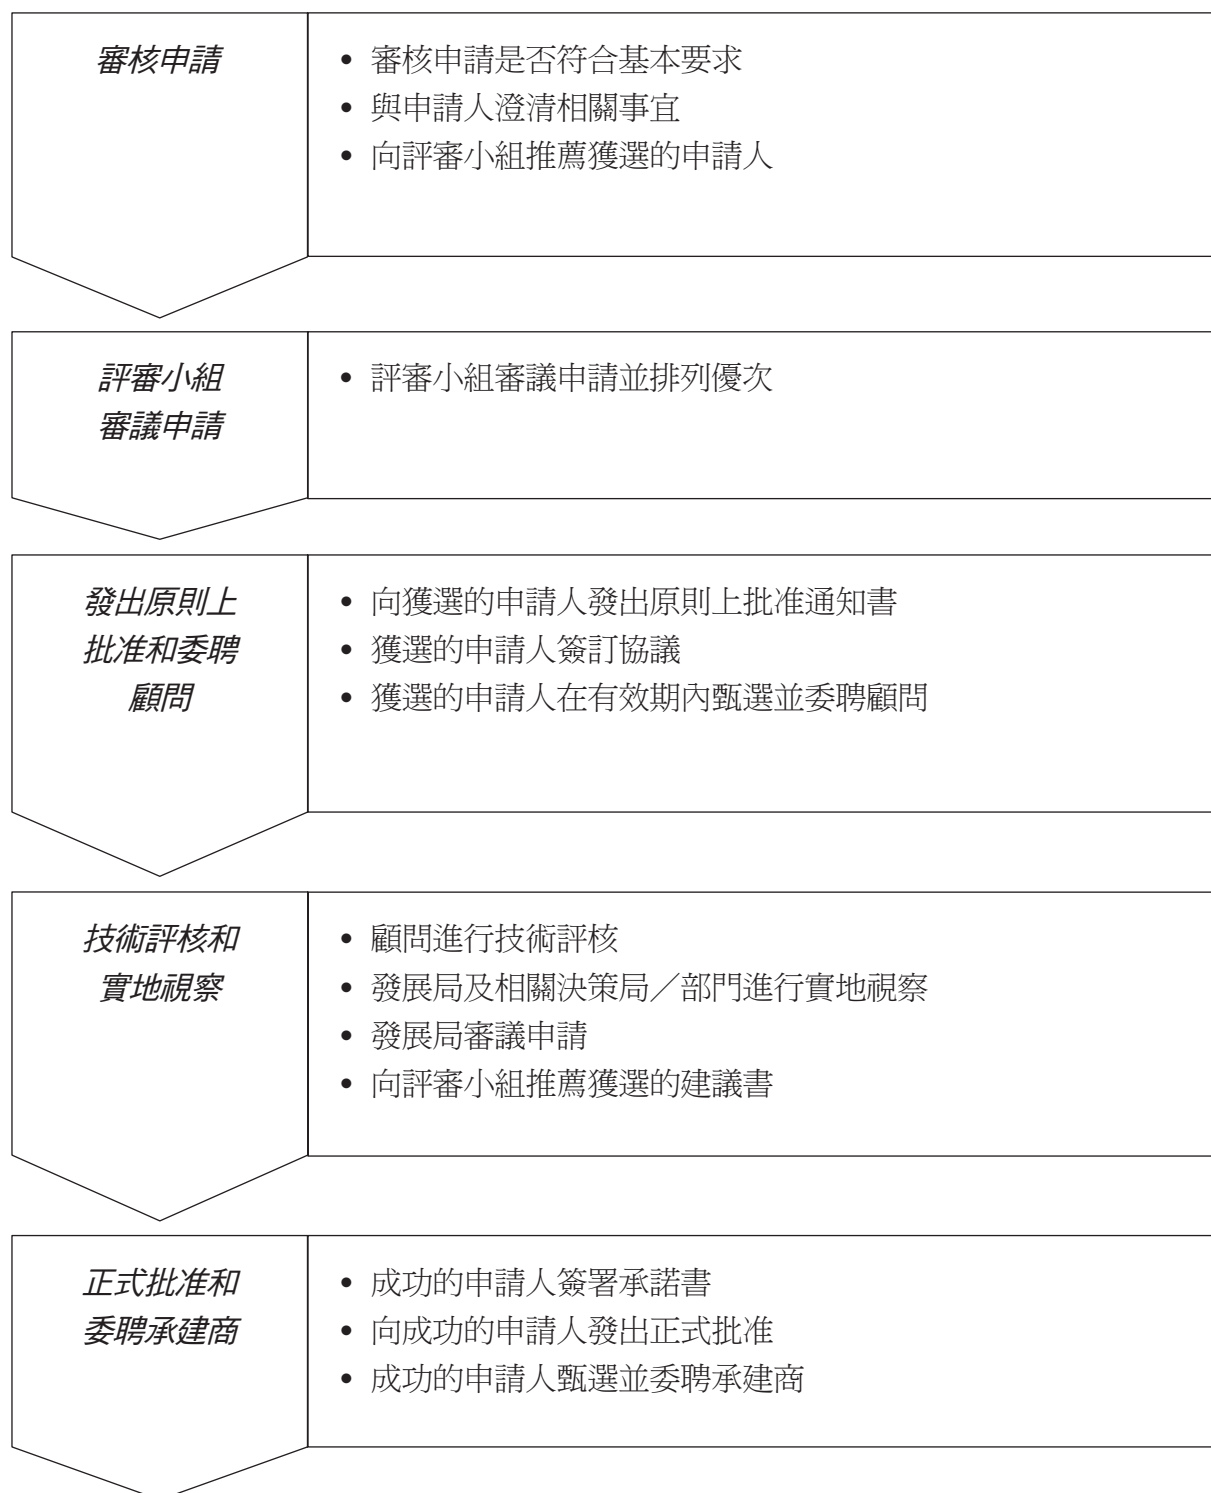 審核申請
• 審核申請是否符合基本要求
• 與申請人澄清相關事宜
• 向評審小組推薦獲選的申請人
評審小組
審議申請
• 評審小組審議申請並排列優次
發出原則上
批准和委聘
顧問
• 向獲選的申請人發出原則上批准通知書
• 獲選的申請人簽訂協議
• 獲選的申請人在有效期內甄選並委聘顧問
技術評核和
實地視察
• 顧問進行技術評核
• 發展局及相關決策局／部門進行實地視察
• 發展局審議申請
• 向評審小組推薦獲選的建議書
正式批准和
委聘承建商
• 成功的申請人簽署承諾書
• 向成功的申請人發出正式批准
• 成功的申請人甄選並委聘承建商